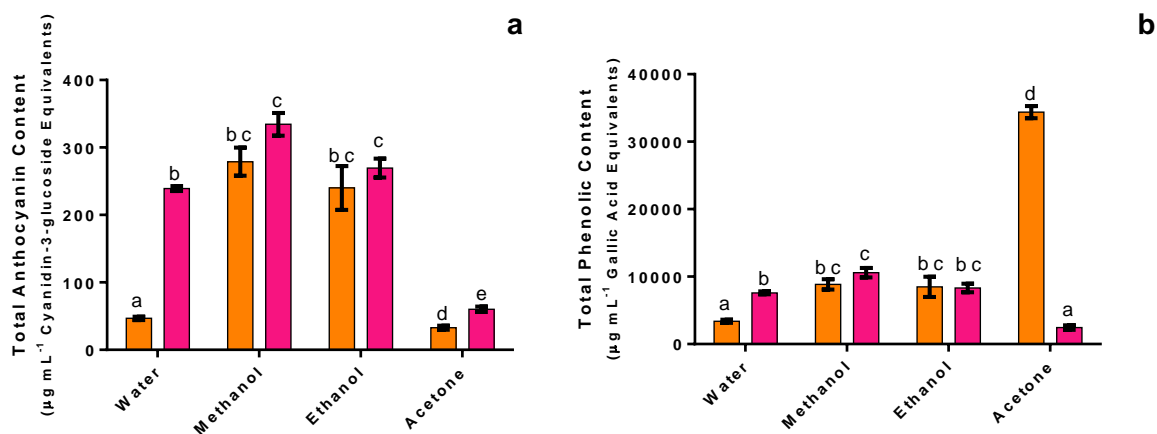 a
Total Anthocyanin Content
(µg mL-1 Cyanidin-3-glucoside Equivalents)
400
300
200
100
0
a
b
b c
c
b c
c
d
e
Water
Methanol
Ethanol
Acetone
b
Total Phenolic Content
(µg mL-1 Gallic Acid Equivalents)
40000
30000
20000
10000
0
a
b
b c
c
b c
b c
d
a
Water
Methanol
Ethanol
Acetone